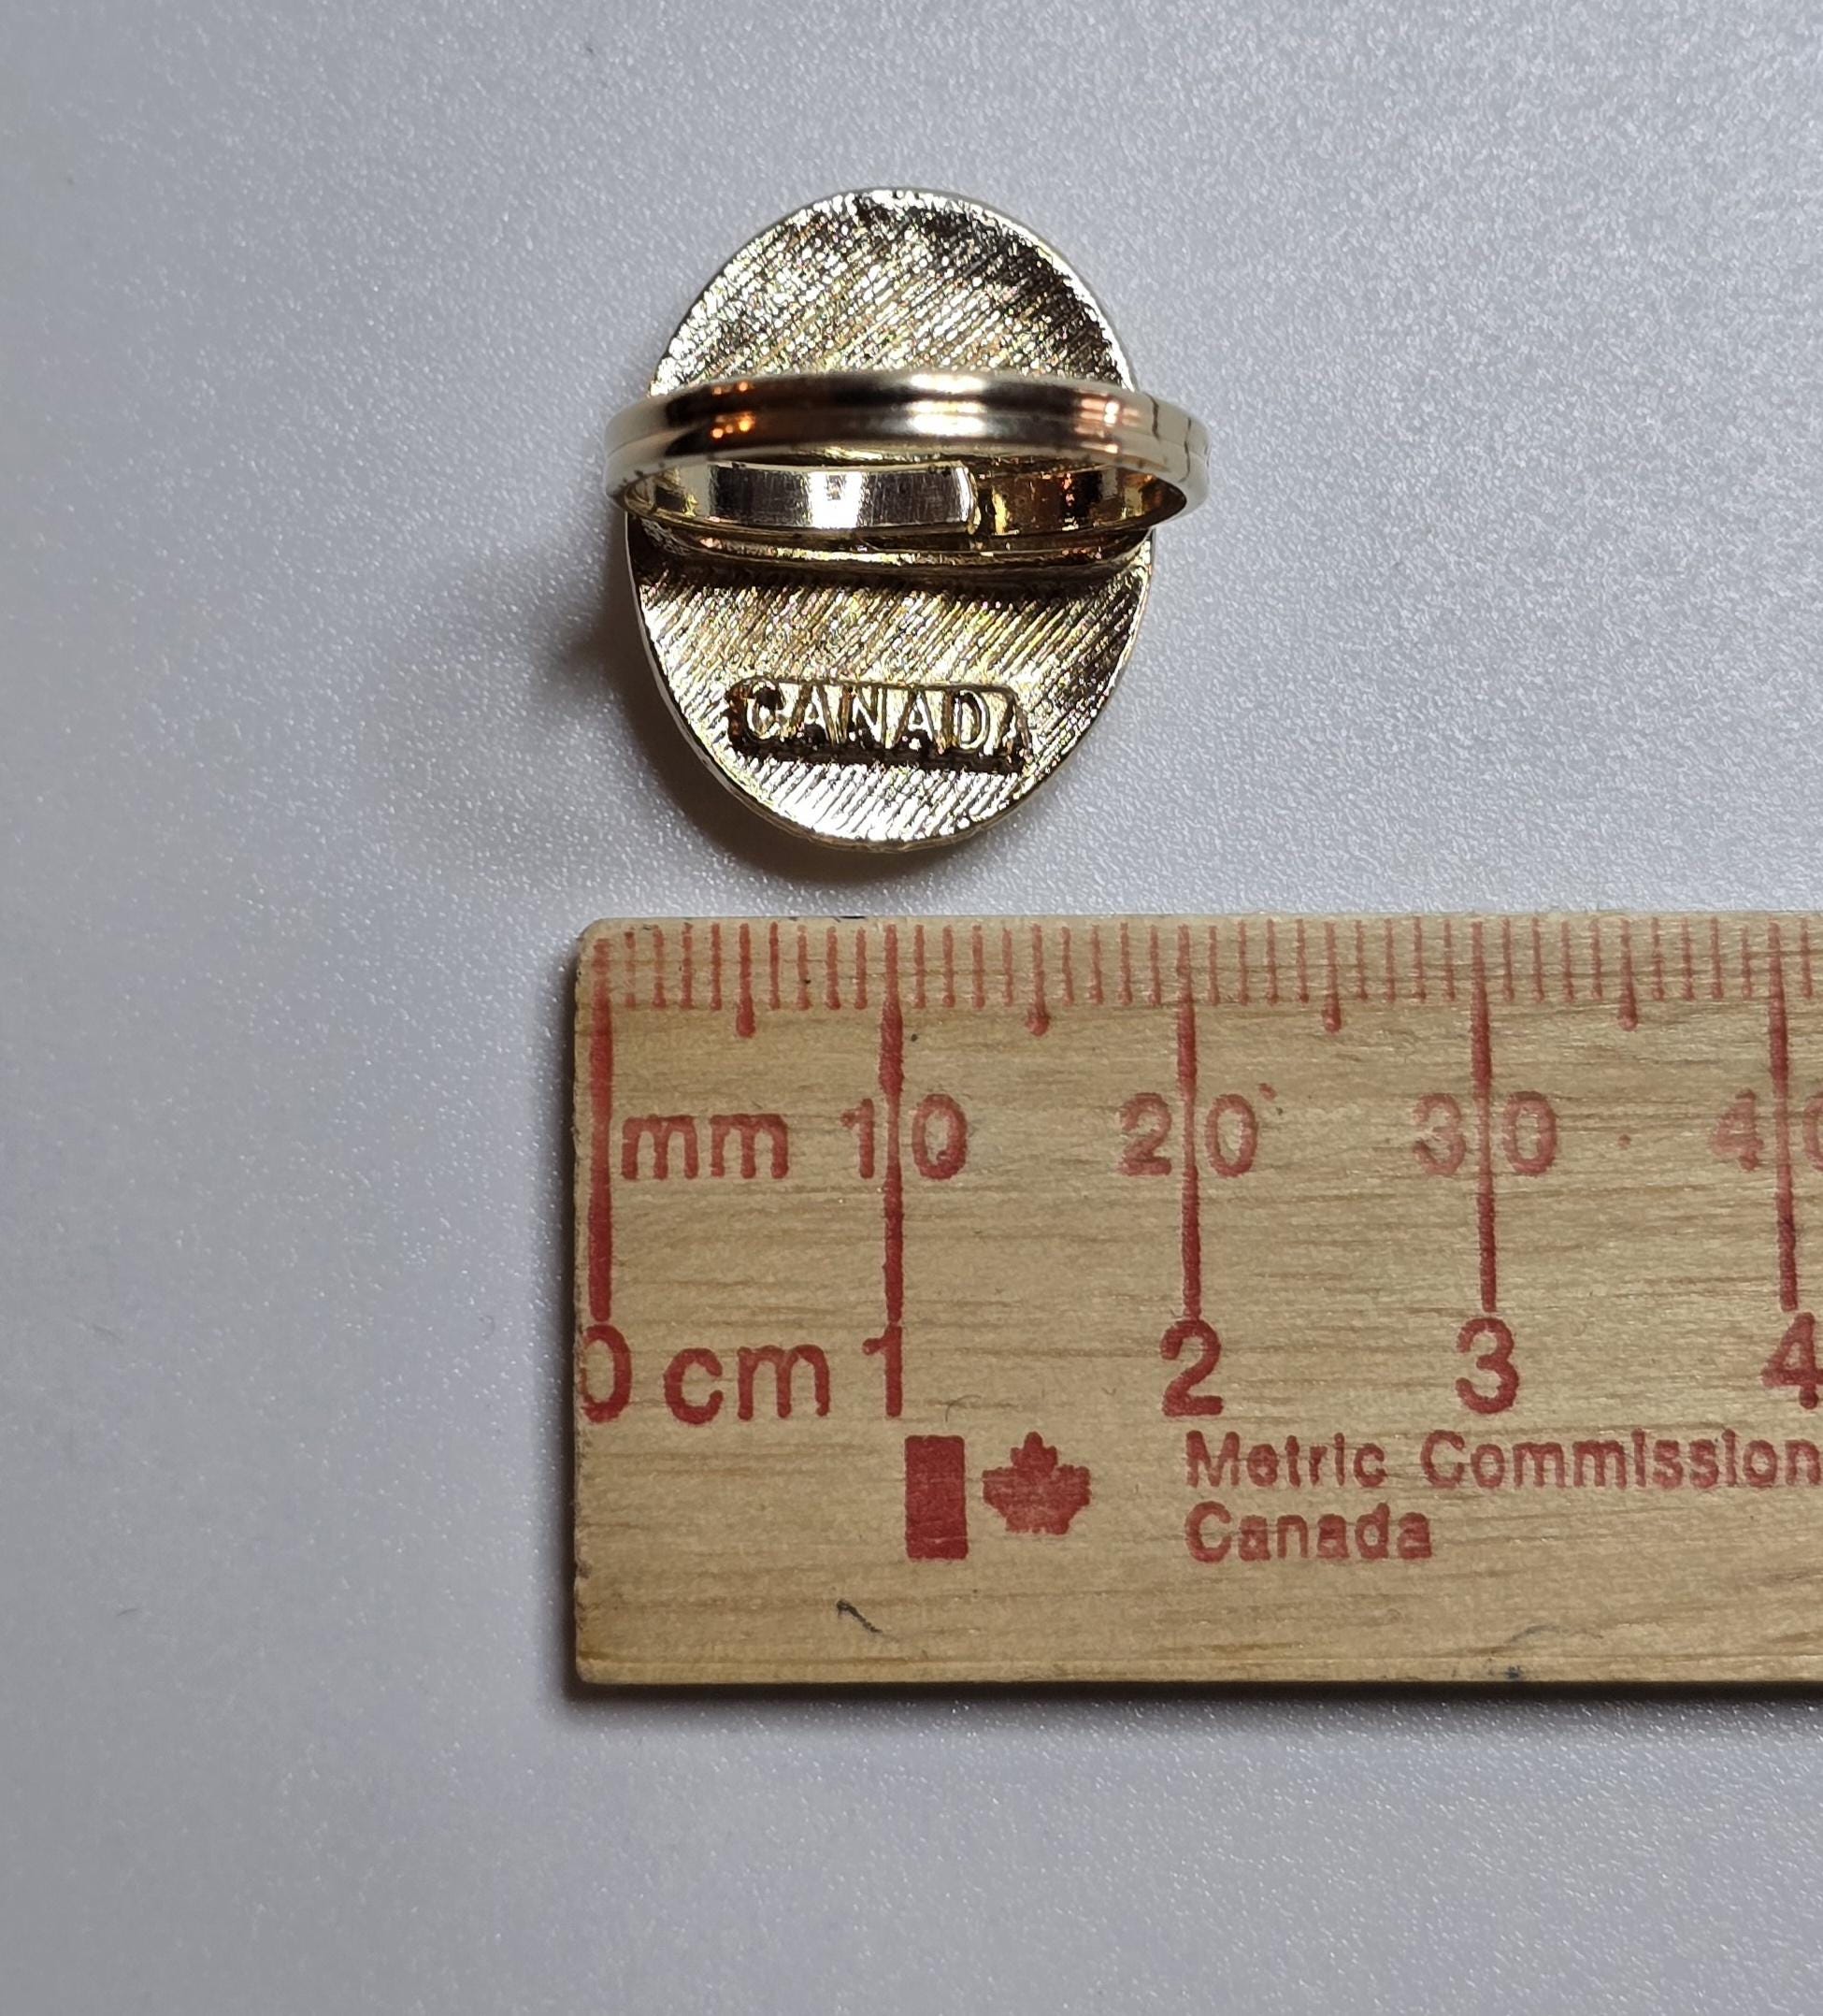 CANADA
mm 10 20 30 40
0 cm 1 2 3 4
Metric Commission
Canada